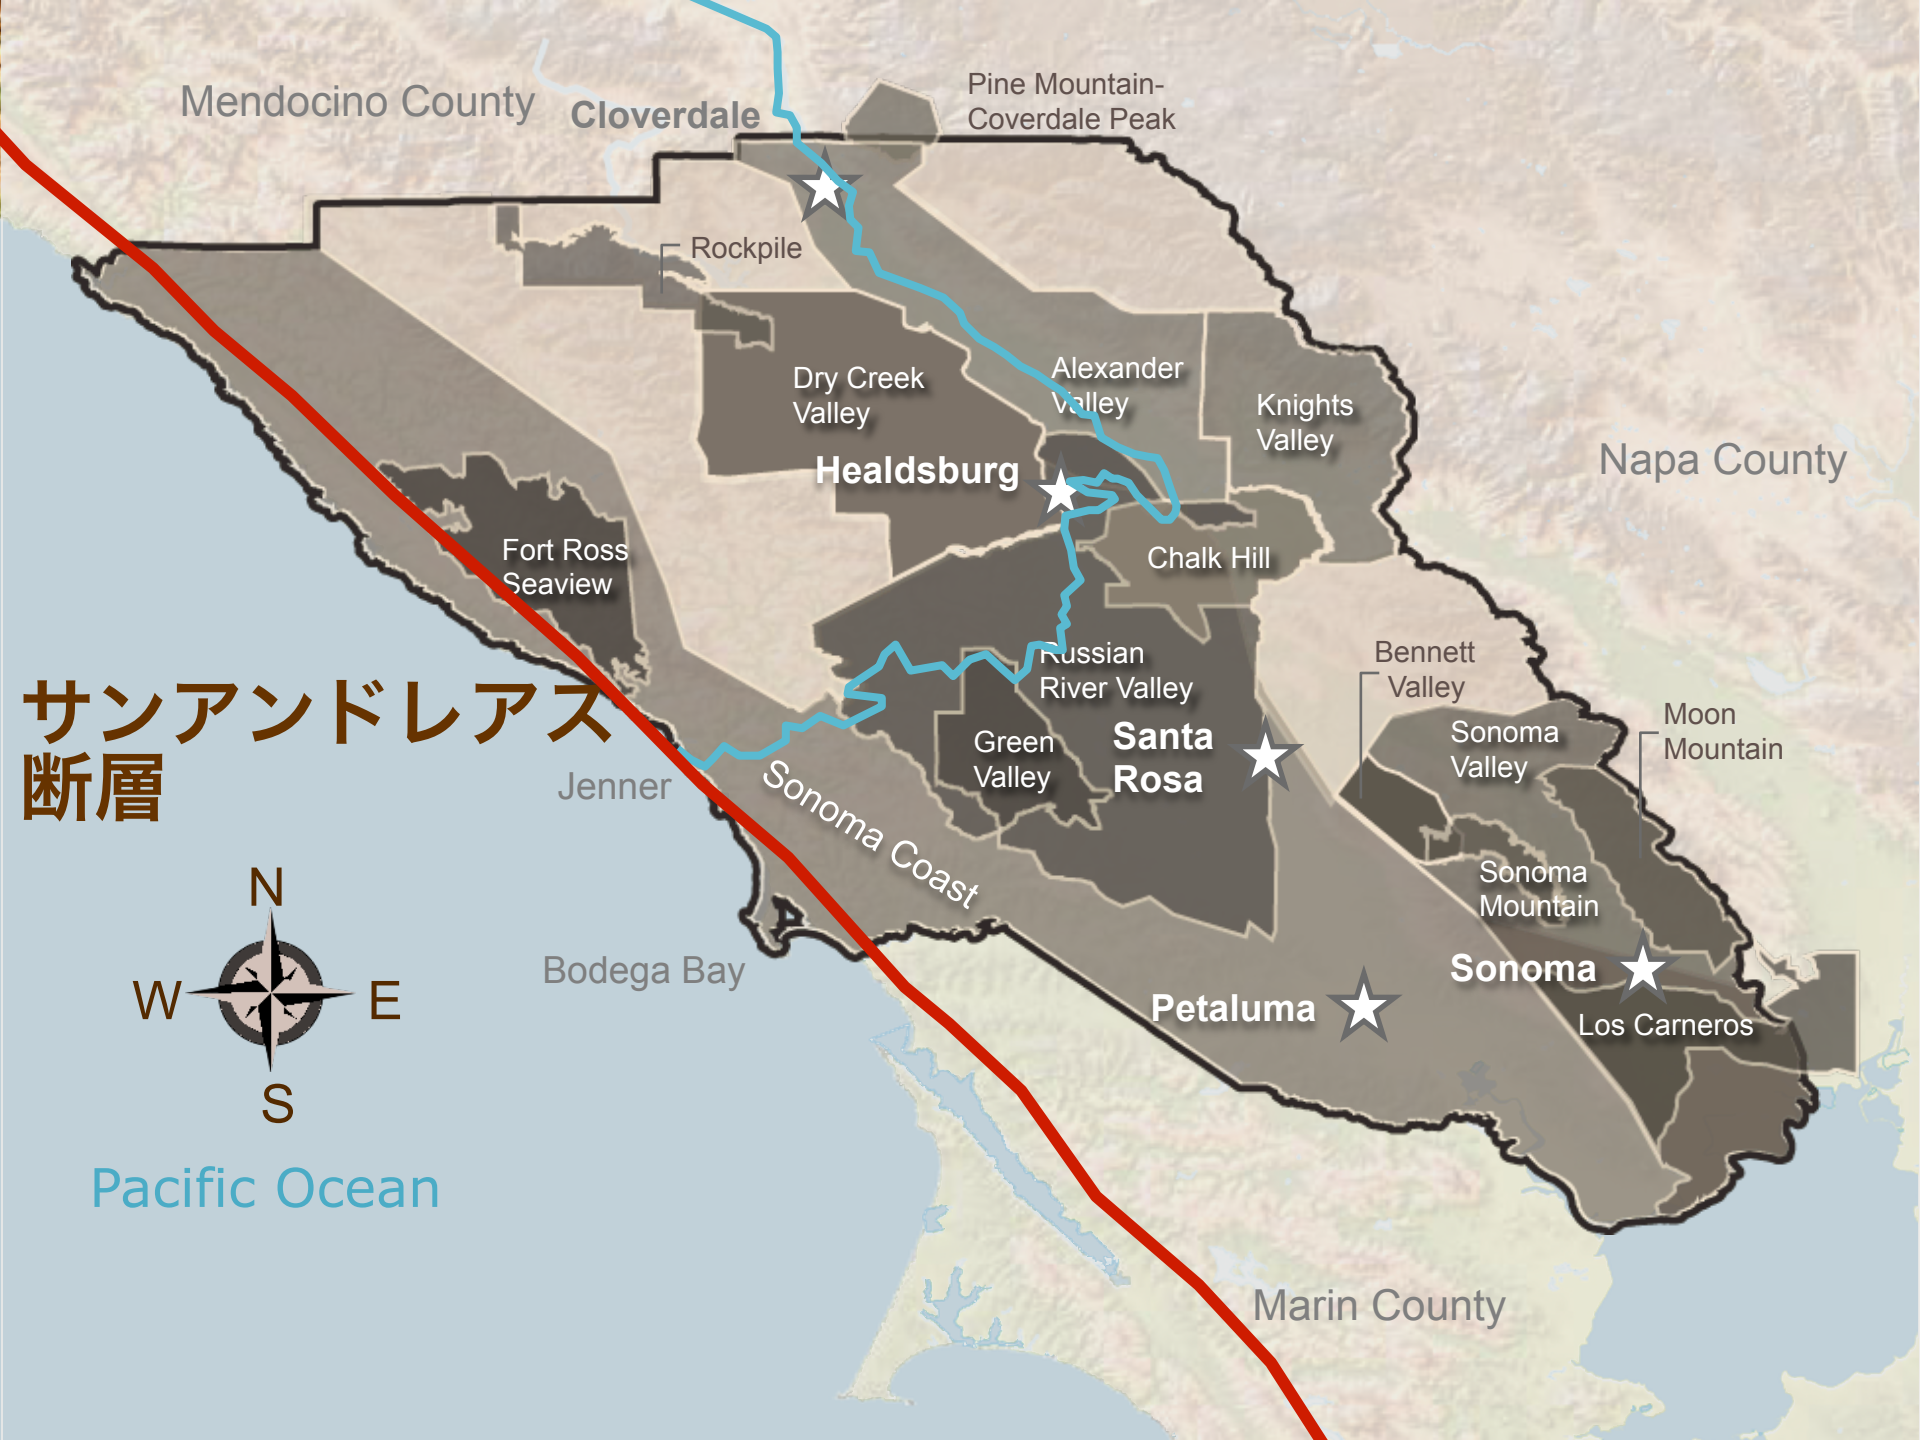 Mendocino County
Cloverdale
Pine Mountain-
Coverdale Peak
Rockpile
Dry Creek
Valley
Alexander
Valley
Knights
Valley
Napa County
Healdsburg
Fort Ross
Seaview
Chalk Hill
Russian
River Valley
Bennett
Valley
サンアンドレアス
断層
Jenner
Green
Valley
Santa
Rosa
Sonoma
Valley
Moon
Mountain
Sonoma Coast
Sonoma
Mountain
N
W
E
S
Bodega Bay
Petaluma
Sonoma
Los Carneros
Pacific Ocean
Marin County